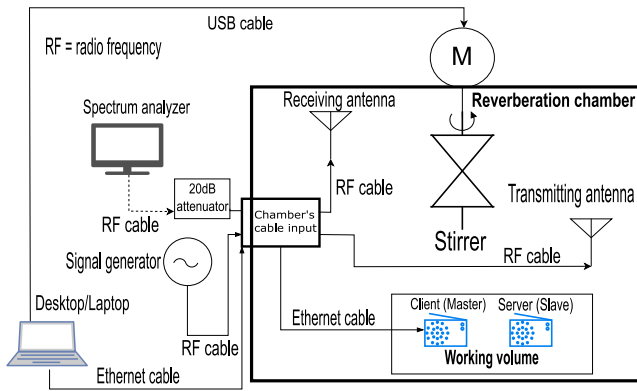 USB cable
RF = radio frequency
M
Spectrum analyzer
Receiving antenna
Reverberation chamber
20dB
attenuator
RF cable
RF cable
Transmitting antenna
Chamber's
cable input
Stirrer
Signal generator
RF cable
Desktop/Laptop
Ethernet cable
Client (Master)
Server (Slave)
RF cable
Working volume
Ethernet cable